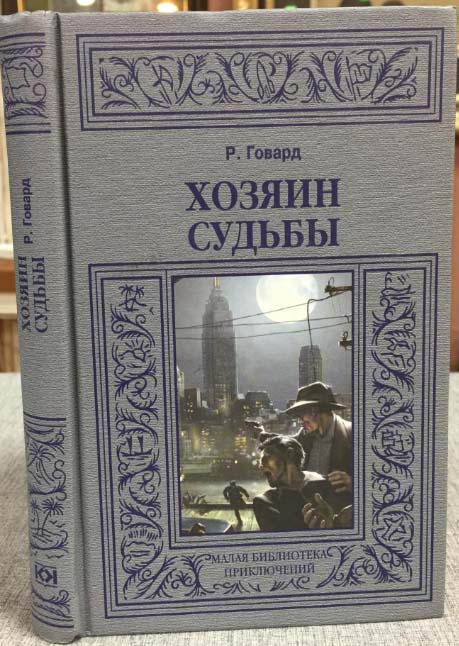 Р. Говард
ХОЗЯИН
СУДЬБЫ
МАЛАЯ БИБЛИОТЕКА
ПРИКЛЮЧЕНИЙ
Р. Говард
ХОЗЯИН
СУДЬБЫ